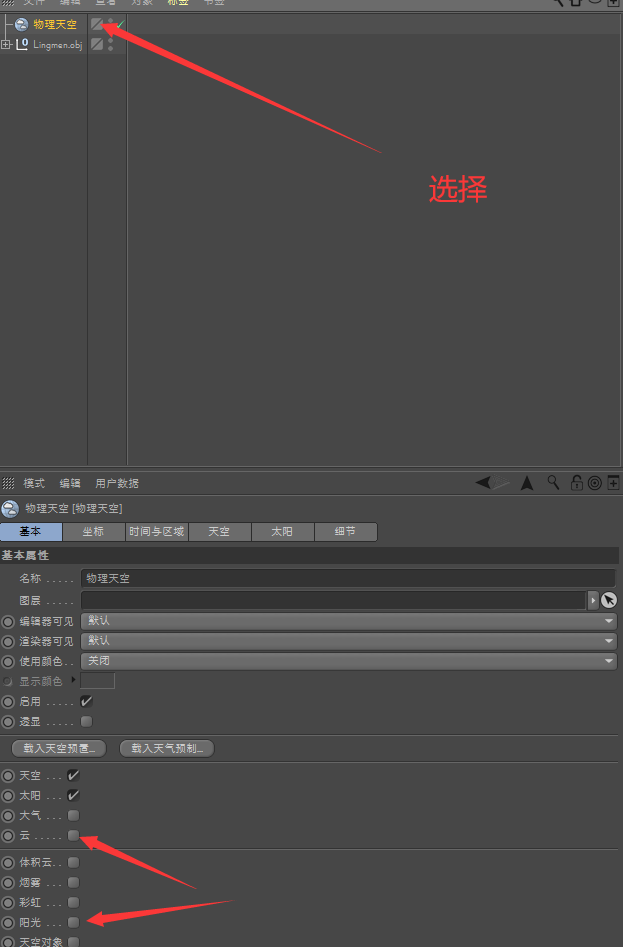 文件 编辑 查看 对象 标签 书签
物理天空
Lingmen.obj
选择
模式 编辑 用户数据
物理天空 [物理天空]
基本 坐标 时间与区域 天空 太阳 细节
基本属性
名称 ..... 物理天空
图层 .....
编辑器可见 默认
渲染器可见 默认
使用颜色.. 关闭
显示颜色
启用 .....
透显 .....
载入天空预置... 载入天气预制...
天空 ...
太阳 ...
大气 ...
云 .....
体积云..
烟雾 ...
彩虹 ...
阳光 ...
天空对象